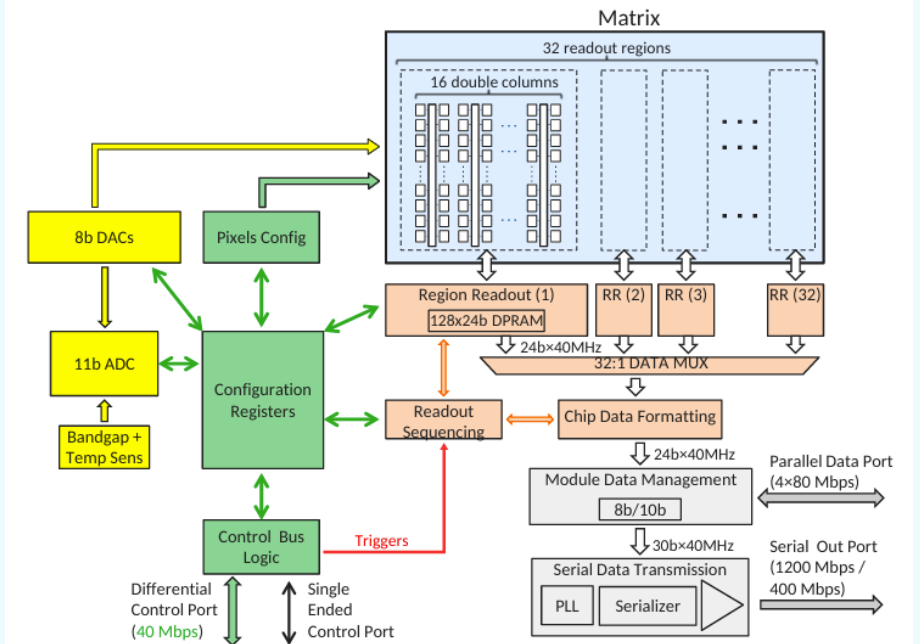 Matrix
32 readout regions
16 double columns
8b DACs
Pixels Config
Region Readout (1)
128x24b DPRAM
RR (2)
RR (3)
RR (32)
24b×40MHz
32:1 DATA MUX
11b ADC
Configuration
Registers
Readout
Sequencing
Chip Data Formatting
Bandgap +
Temp Sens
24b×40MHz
Module Data Management
8b/10b
Parallel Data Port
(4×80 Mbps)
Control Bus
Logic
Triggers
30b×40MHz
Serial Data Transmission
PLL
Serializer
Serial Out Port
(1200 Mbps /
400 Mbps)
Differential
Control Port
(40 Mbps)
Single
Ended
Control Port